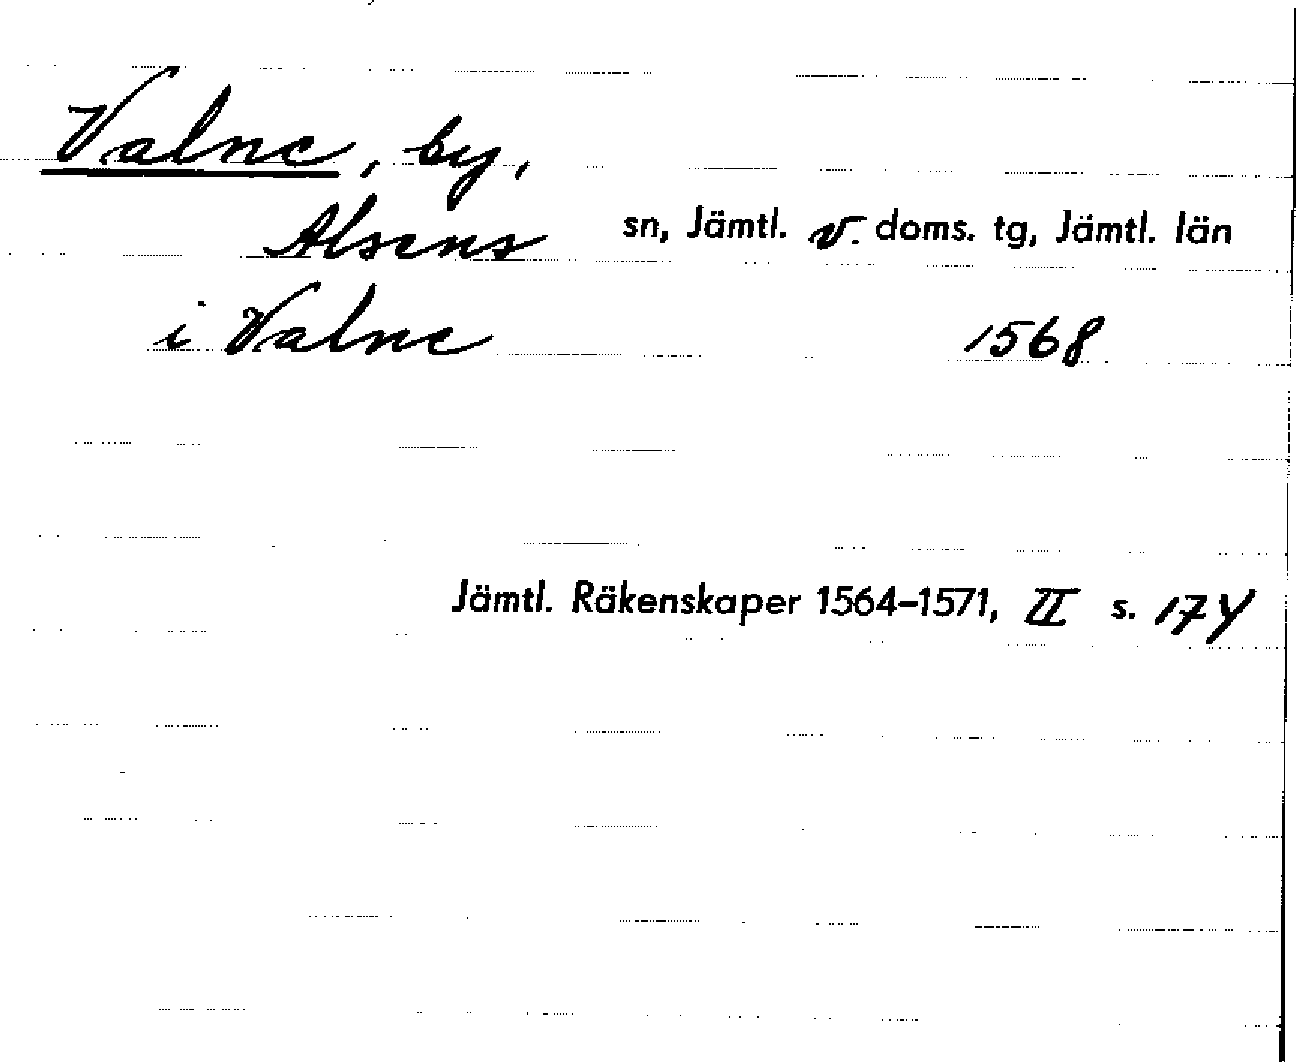 Valne, by,
Alsens sn, Jämtl. v. doms. tg, Jämtl. län
i Valne 1568
Jämtl. Räkenskaper 1564–1571, II s. 174